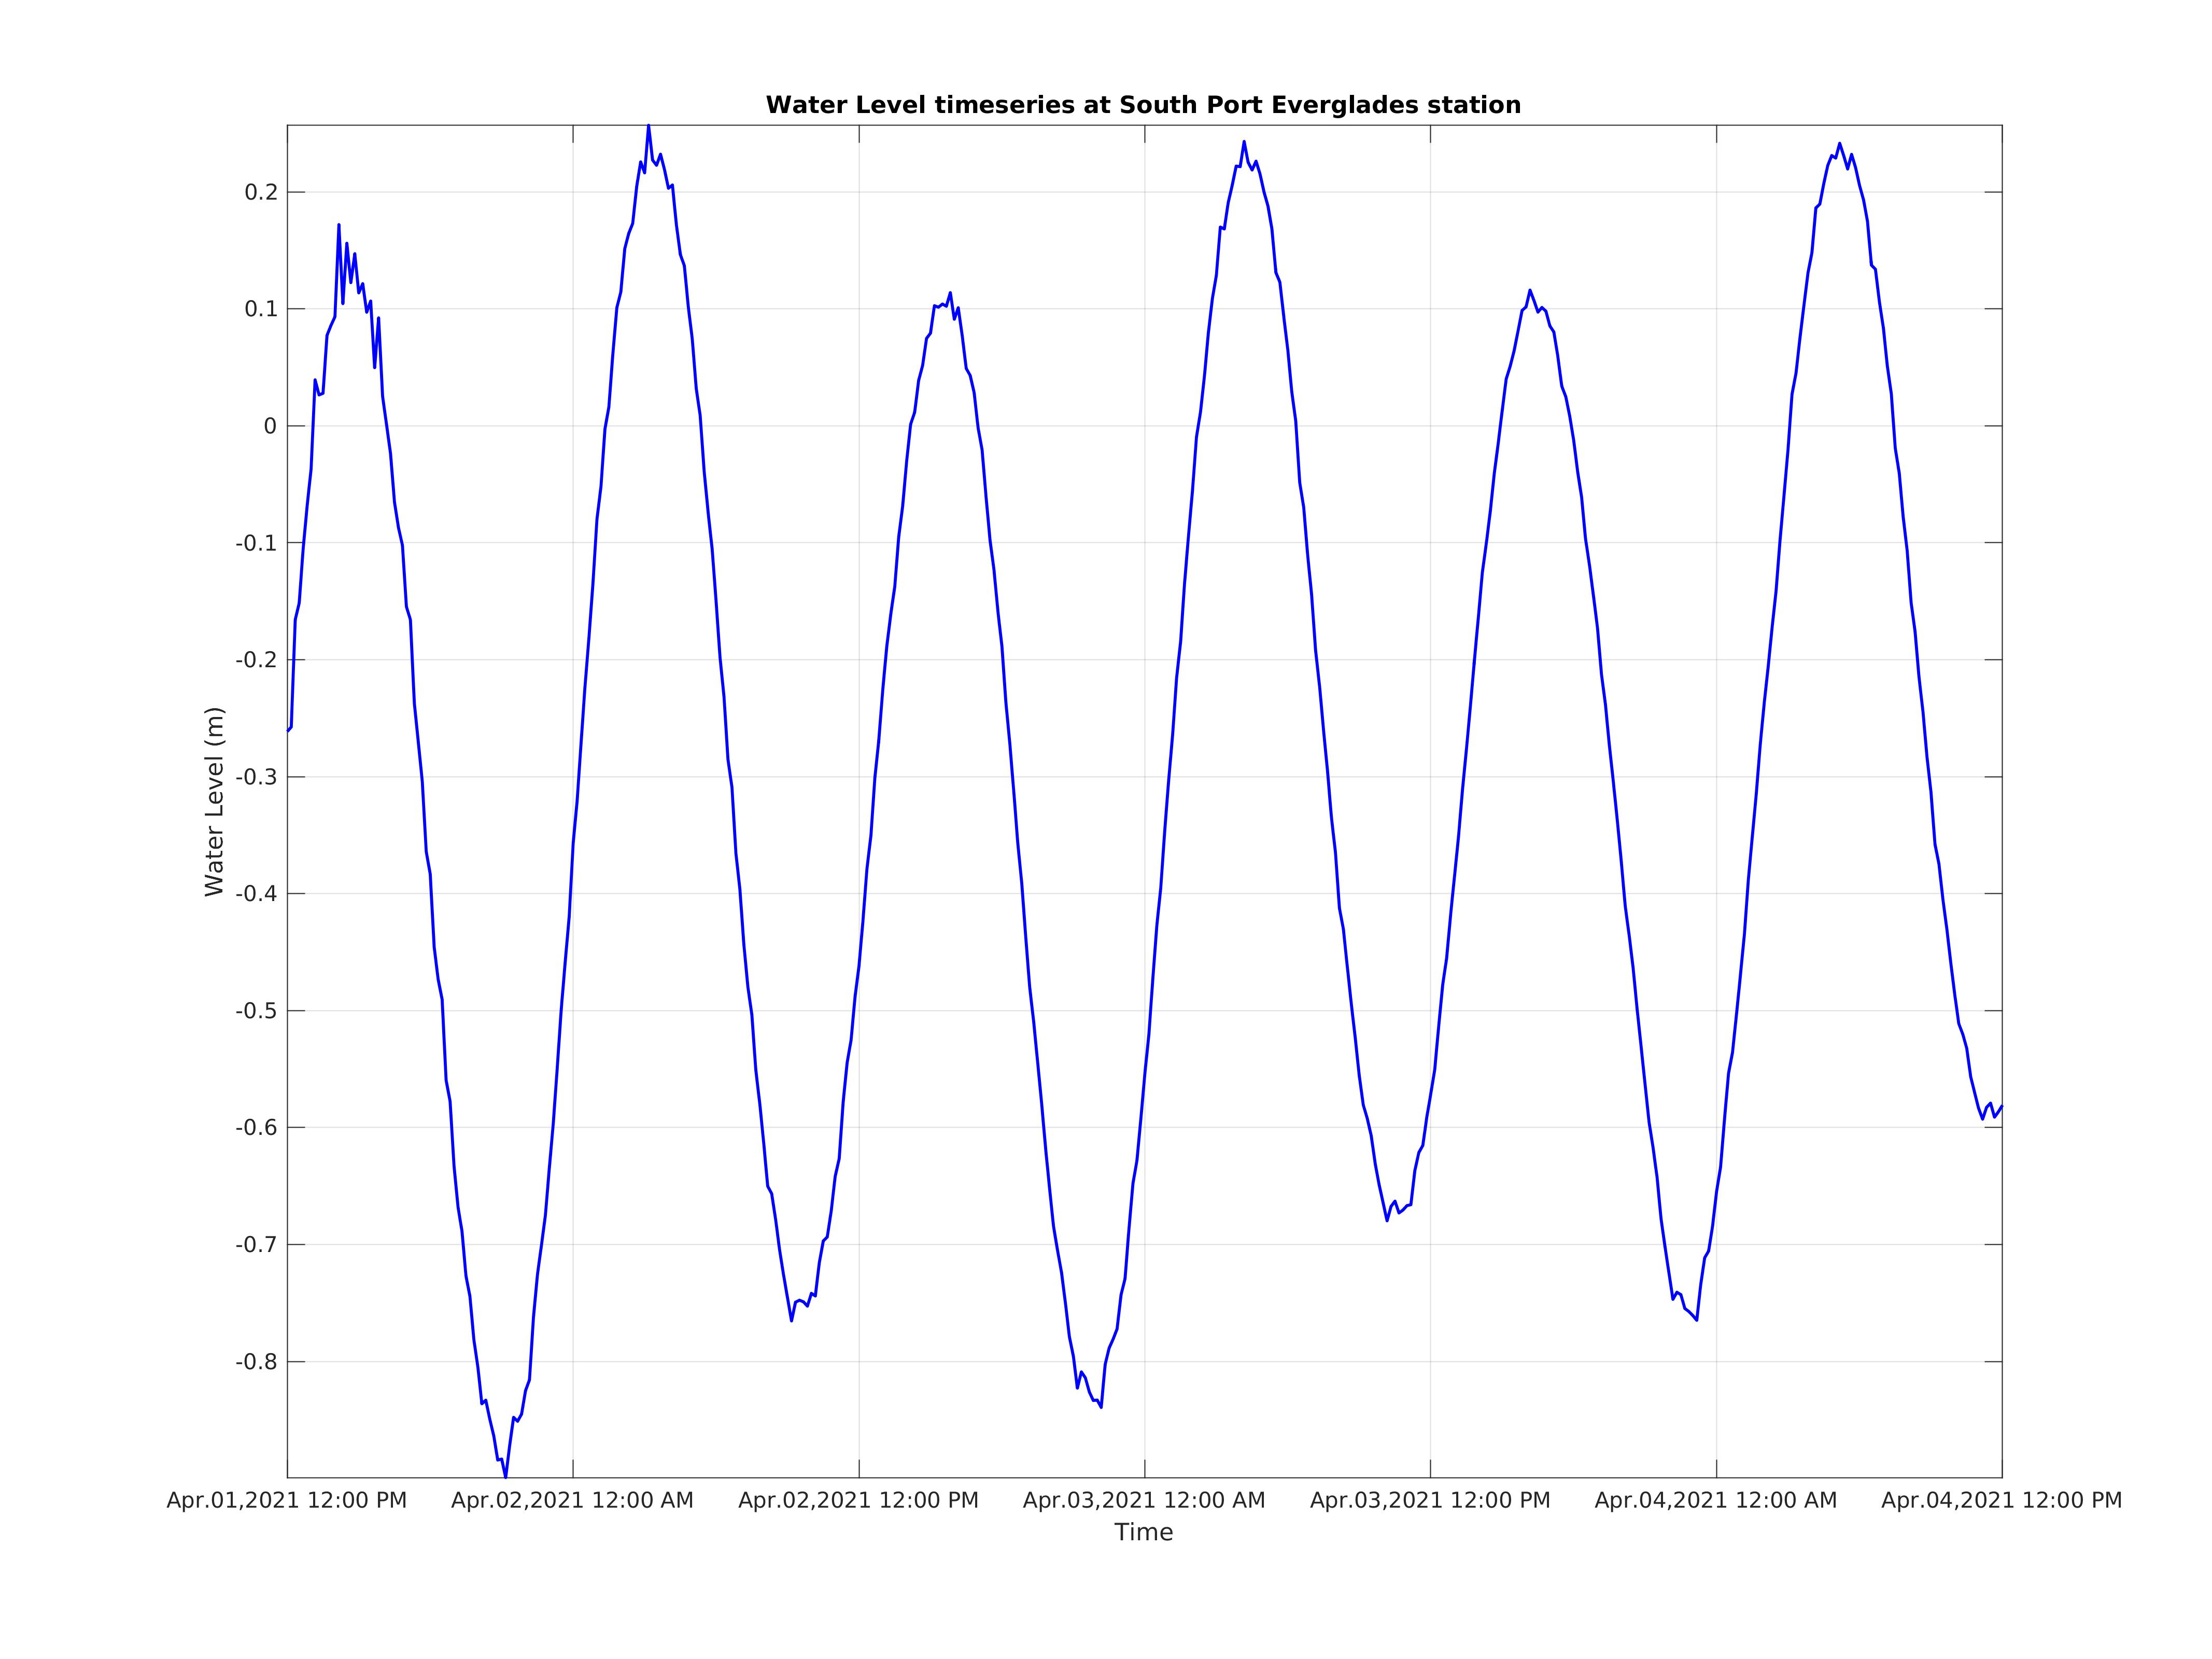 Water Level timeseries at South Port Everglades station
0.2
0.1
0
-0.1
-0.2
-0.3
-0.4
-0.5
-0.6
-0.7
-0.8
Water Level (m)
Apr.01,2021 12:00 PM Apr.02,2021 12:00 AM Apr.02,2021 12:00 PM Apr.03,2021 12:00 AM Apr.03,2021 12:00 PM Apr.04,2021 12:00 AM Apr.04,2021 12:00 PM
Time